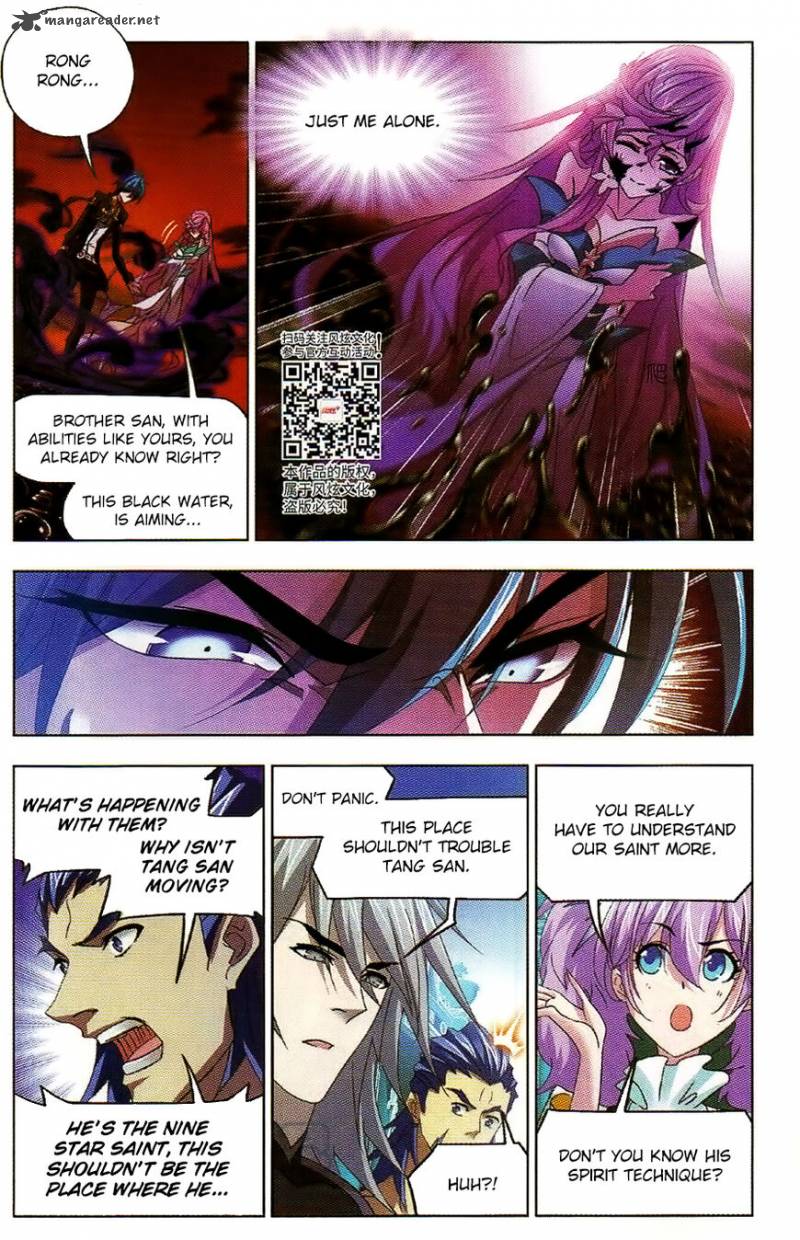 mangareader.net
RONG
RONG...
JUST ME ALONE.
扫码关注风炫文化!
参与官方互动活动!
本作品的版权,
属于风炫文化,
盗版必究!
BROTHER SAN, WITH
ABILITIES LIKE YOURS, YOU
ALREADY KNOW RIGHT?
THIS BLACK WATER,
IS AIMING...
WHAT'S HAPPENING
WITH THEM?
WHY ISN'T
TANG SAN
MOVING?
HE'S THE NINE
STAR SAINT, THIS
SHOULDN'T BE THE
PLACE WHERE HE...
DON'T PANIC.
THIS PLACE
SHOULDN'T TROUBLE
TANG SAN.
HUH?!
YOU REALLY
HAVE TO UNDERSTAND
OUR SAINT MORE.
DON'T YOU KNOW HIS
SPIRIT TECHNIQUE?